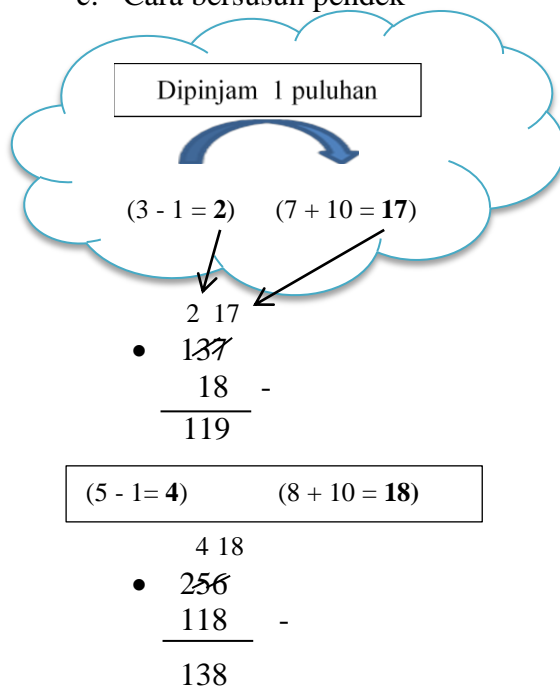 c. Cara bersusun pendek
Dipinjam 1 puluhan
(3 - 1 = 2) (7 + 10 = 17)
2 17
• 137
18 -
119
(5 - 1= 4) (8 + 10 = 18)
4 18
• 256
118 -
138